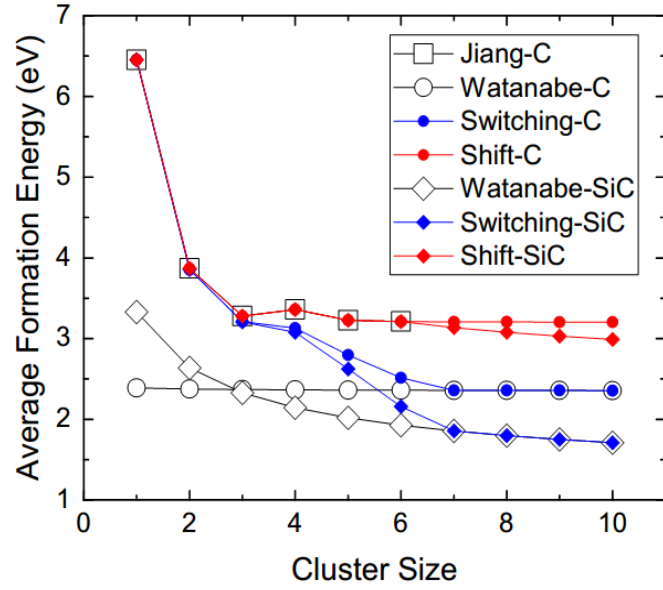 7
6
5
4
3
2
1
Average Formation Energy (eV)
Jiang-C
Watanabe-C
Switching-C
Shift-C
Watanabe-SiC
Switching-SiC
Shift-SiC
0 2 4 6 8 10
Cluster Size